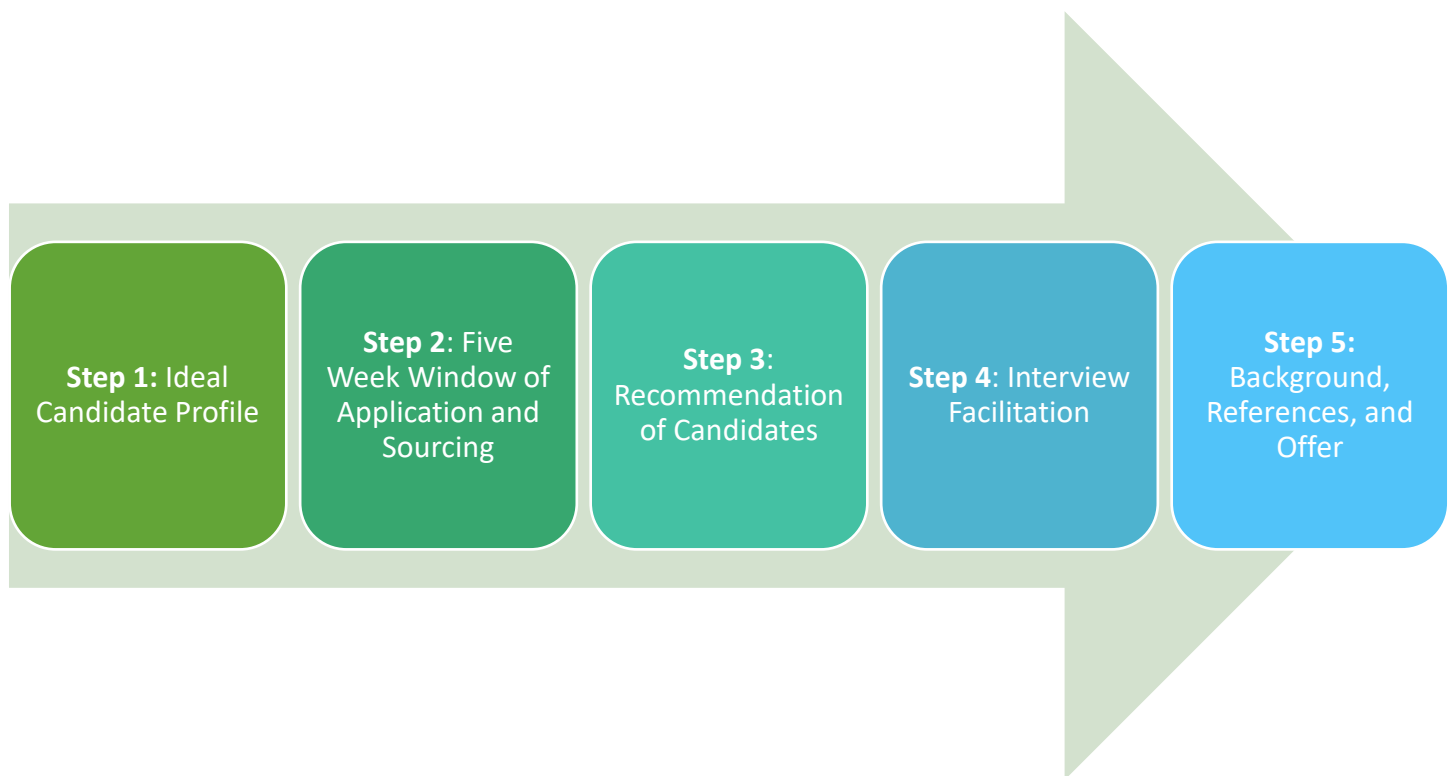 Step 1: Ideal
Candidate Profile
Step 2: Five
Week Window of
Application and
Sourcing
Step 3:
Recommendation
of Candidates
Step 4: Interview
Facilitation
Step 5:
Background,
References, and
Offer